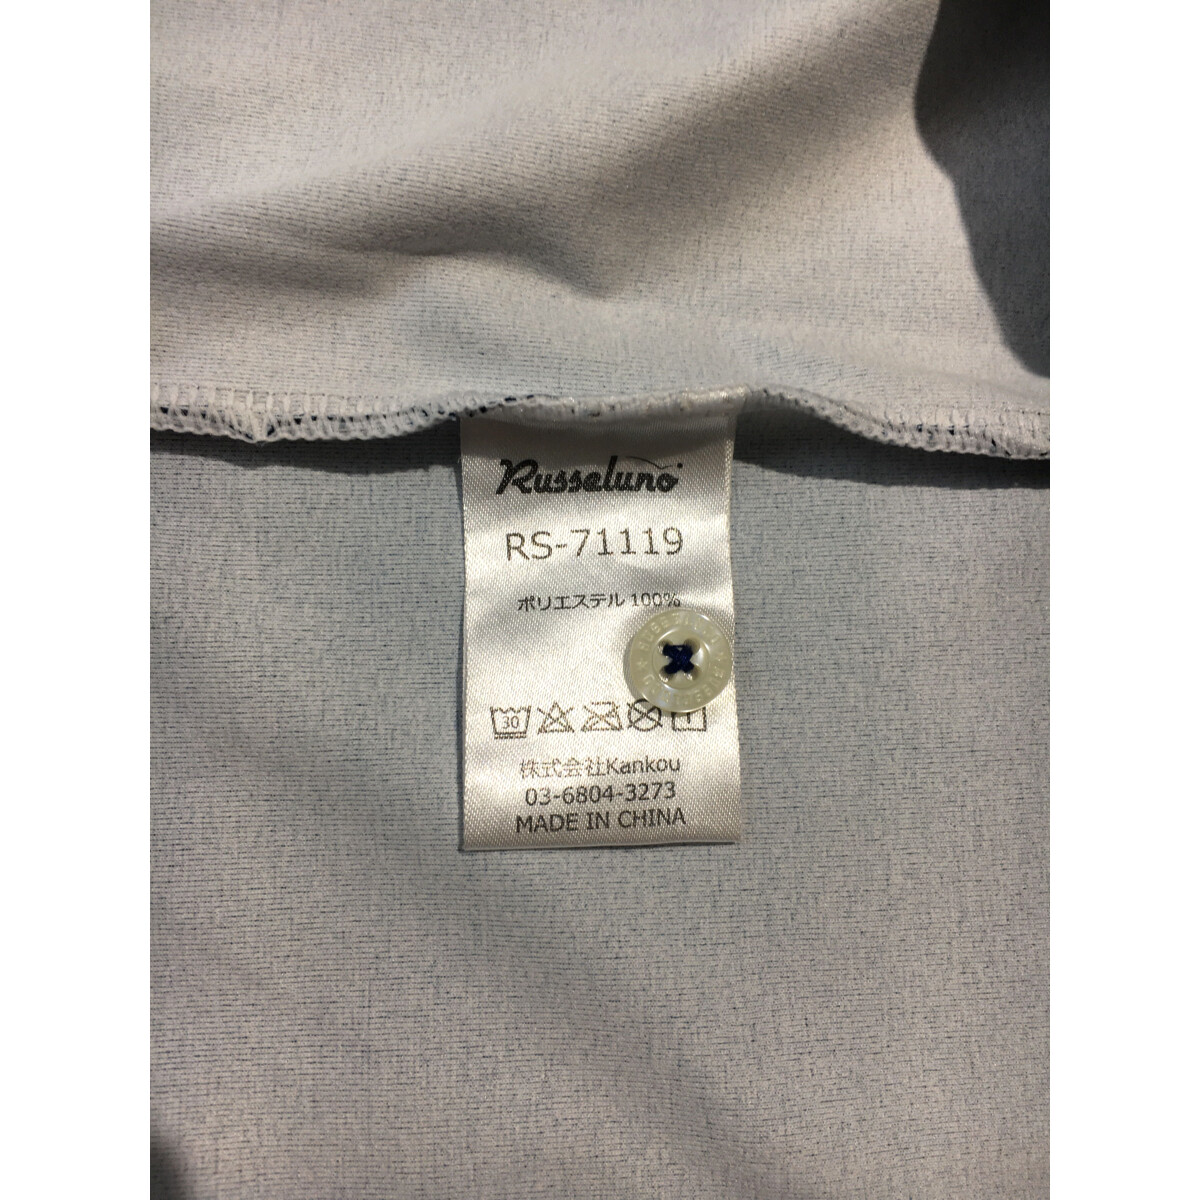 Russeluno
RS-71119
ポリエステル 100%
30
株式会社Kankou
03-6804-3273
MADE IN CHINA